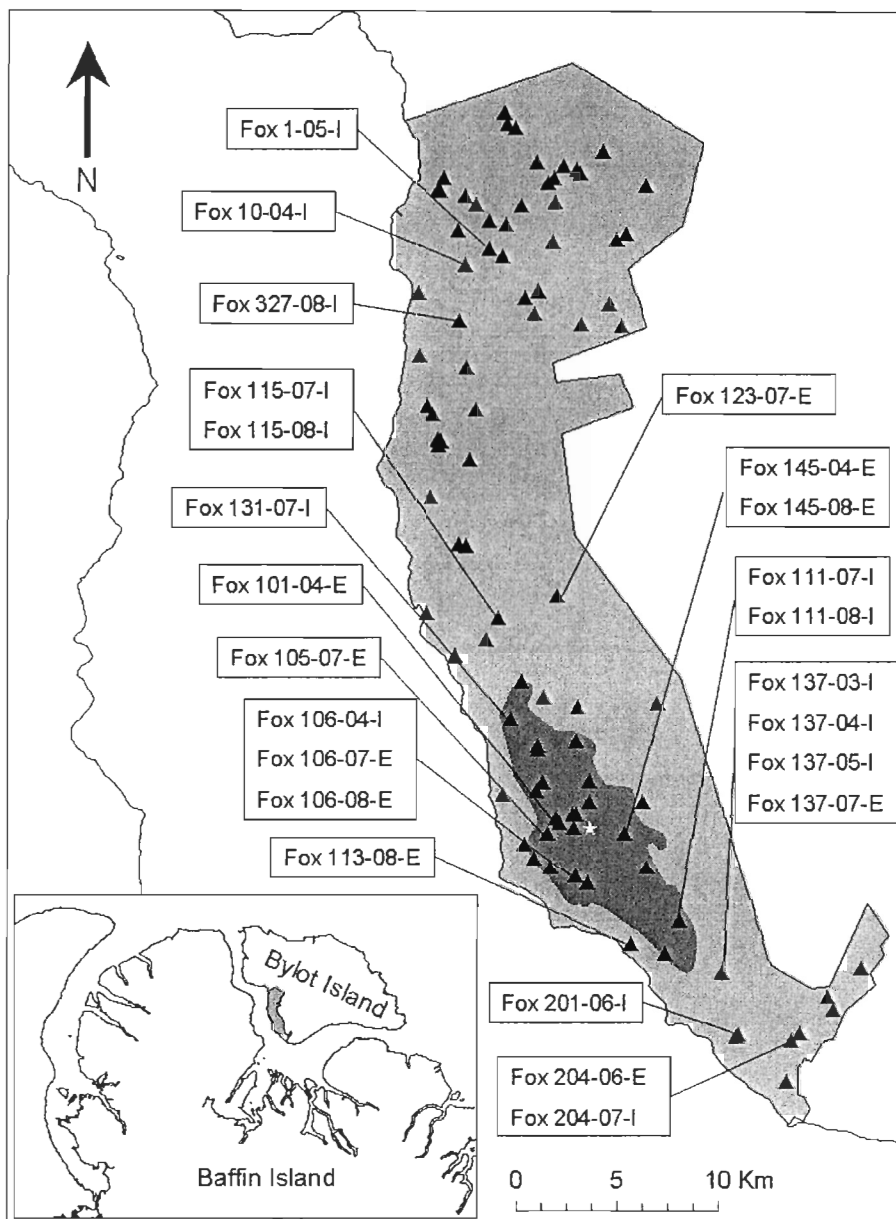 N
Fox 1-05-I
Fox 10-04-I
Fox 327-08-I
Fox 115-07-I
Fox 115-08-I
Fox 131-07-I
Fox 101-04-E
Fox 105-07-E
Fox 106-04-I
Fox 106-07-E
Fox 106-08-E
Fox 113-08-E
Fox 123-07-E
Fox 145-04-E
Fox 145-08-E
Fox 111-07-I
Fox 111-08-I
Fox 137-03-I
Fox 137-04-I
Fox 137-05-I
Fox 137-07-E
Fox 201-06-I
Fox 204-06-E
Fox 204-07-I
Bylot Island
Baffin Island
0 5 10 Km